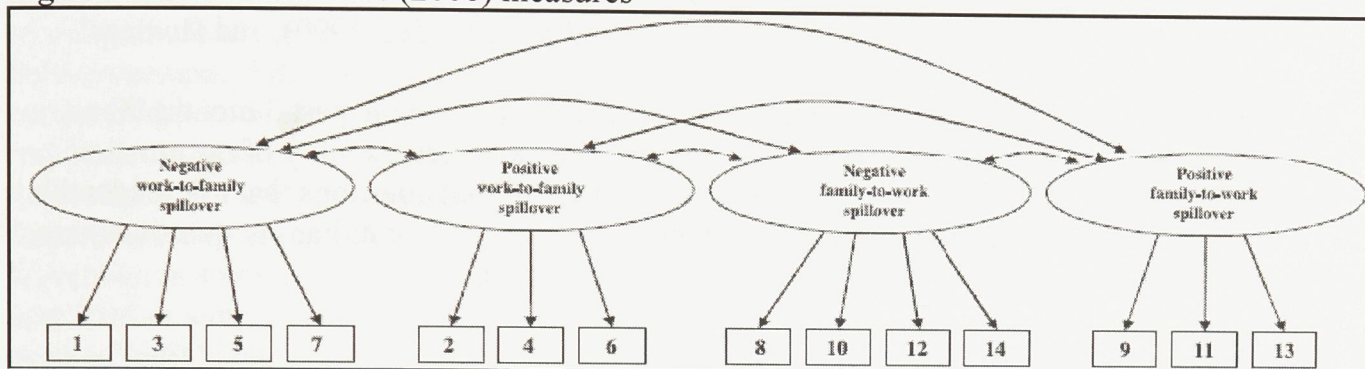 (2000) measures
Negative
work-to-family
spillover
Positive
work-to-family
spillover
Negative
family-to-work
spillover
Positive
family-to-work
spillover
1 3 5 7 2 4 6 8 10 12 14 9 11 13